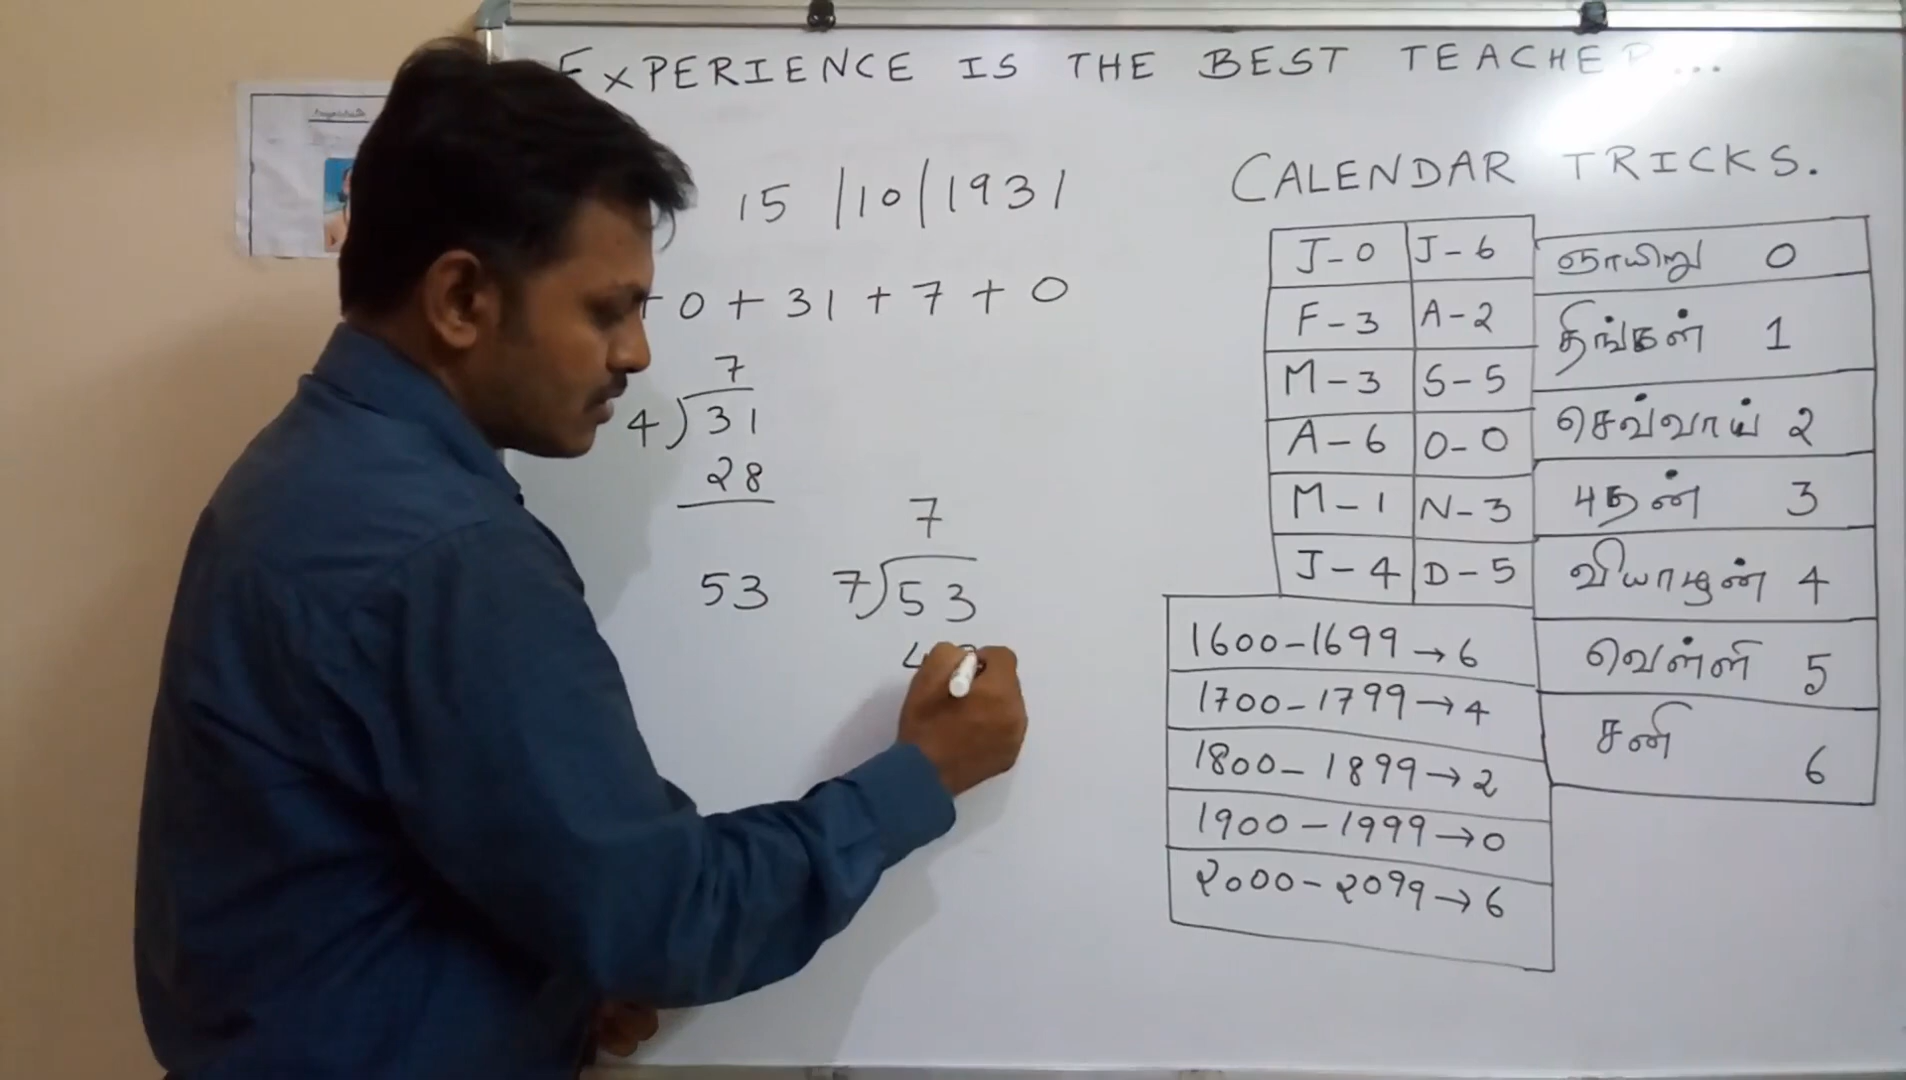 EXPERIENCE IS THE BEST TEACHER...
15/10/1931
+ 0 + 31 + 7 + 0
7
4)31
28
53
7
7)53
4
CALENDAR TRICKS.
J-0 J-6
F-3 A-2
M-3 S-5
A-6 O-0
M-1 N-3
J-4 D-5
ஞாயிறு 0
திங்கள் 1
செவ்வாய் 2
புதன் 3
வியாழன் 4
வெள்ளி 5
சனி 6
1600-1699→6
1700-1799→4
1800-1899→2
1900-1999→0
2000-2099→6